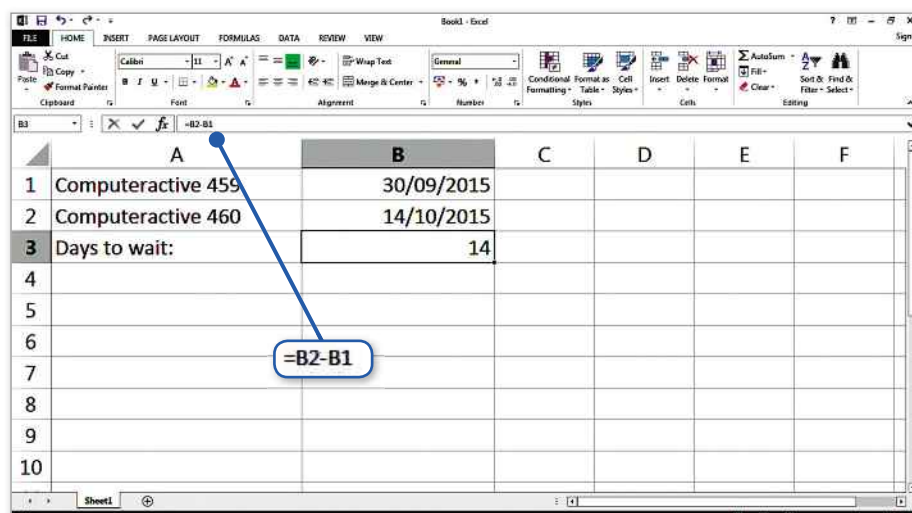 Book1 - Excel
FILE HOME INSERT PAGE LAYOUT FORMULAS DATA REVIEW VIEW Sign
Paste
Cut
Copy
Format Painter
Clipboard
Calibri 11 A A
B I U A
Font
Wrap Text
Merge & Center
Alignment
General
%
Number
Conditional Formatting
Format as Table
Cell Styles
Styles
Insert Delete Format
Cells
AutoSum
Fill
Clear
Sort & Filter
Find & Select
Editing
B3 fx =B2-B1
A B C D E F
1 Computeractive 459 30/09/2015
2 Computeractive 460 14/10/2015
3 Days to wait: 14
4
5
6
=B2-B1
7
8
9
10
Sheet1